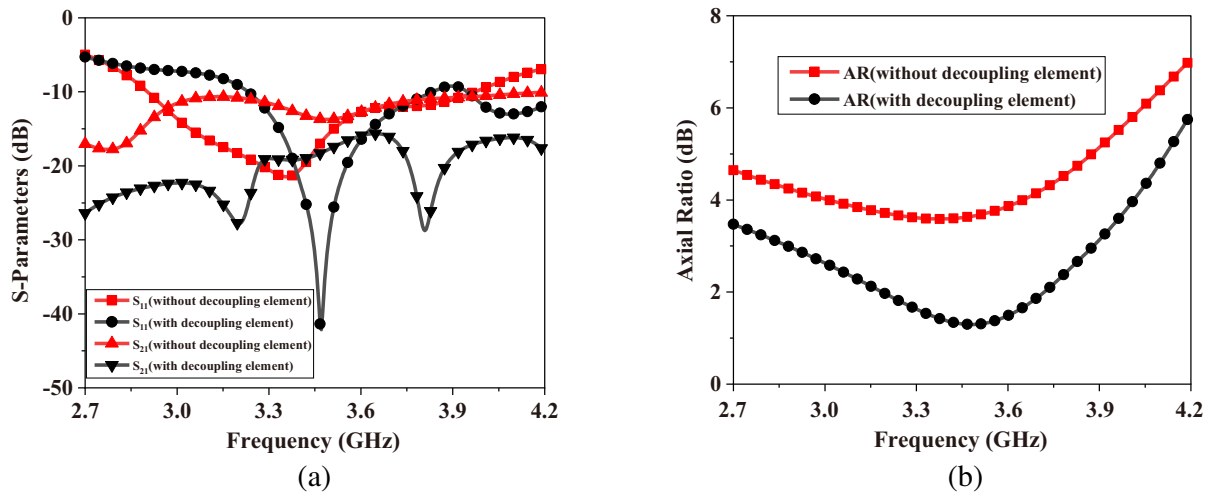 0
-10
-20
-30
-40
-50
S-Parameters (dB)
S11(without decoupling element)
S11(with decoupling element)
S21(without decoupling element)
S21(with decoupling element)
2.7 3.0 3.3 3.6 3.9 4.2
Frequency (GHz)
(a)
8
6
4
2
0
Axial Ratio (dB)
AR(without decoupling element)
AR(with decoupling element)
2.7 3.0 3.3 3.6 3.9 4.2
Frequency (GHz)
(b)